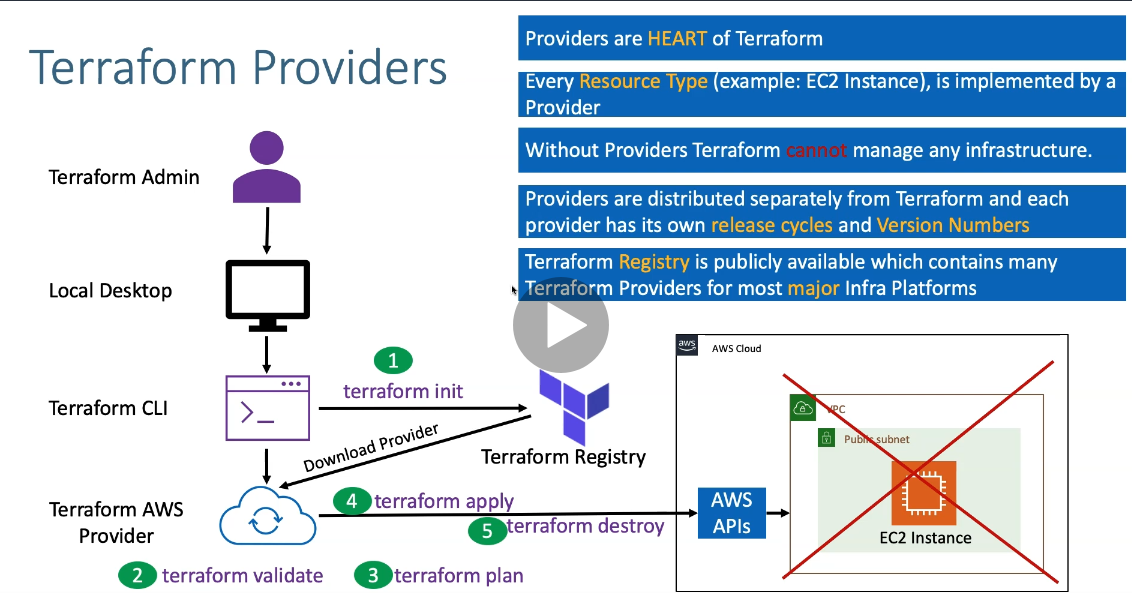 Terraform Providers
Providers are HEART of Terraform
Every Resource Type (example: EC2 Instance), is implemented by a
Provider
Without Providers Terraform cannot manage any infrastructure.
Providers are distributed separately from Terraform and each
provider has its own release cycles and Version Numbers
Terraform Registry is publicly available which contains many
Terraform Providers for most major Infra Platforms
Terraform Admin
Local Desktop
Terraform CLI
1
terraform init
Download Provider
Terraform Registry
Terraform AWS
Provider
4 terraform apply
5 terraform destroy
2 terraform validate
3 terraform plan
AWS
APIs
aws
AWS Cloud
VPC
Public subnet
EC2 Instance